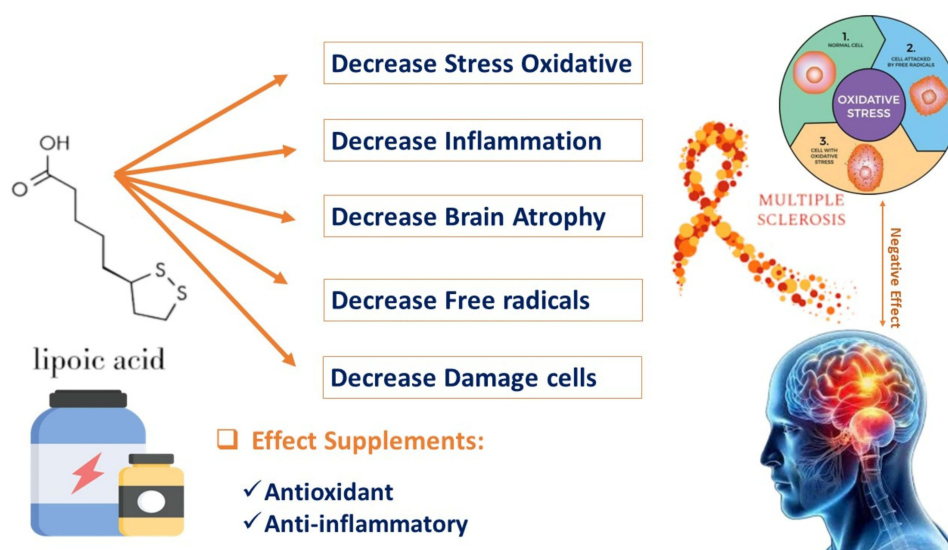 OH
O
S
S
lipoic acid
Decrease Stress Oxidative
Decrease Inflammation
Decrease Brain Atrophy
Decrease Free radicals
Decrease Damage cells
❑ Effect Supplements:
✓Antioxidant
✓Anti-inflammatory
MULTIPLE
SCLEROSIS
1.
NORMAL CELL
2.
CELL ATTACKED
BY FREE RADICALS
OXIDATIVE
STRESS
3.
CELL WITH
OXIDATIVE
STRESS
Negative Effect